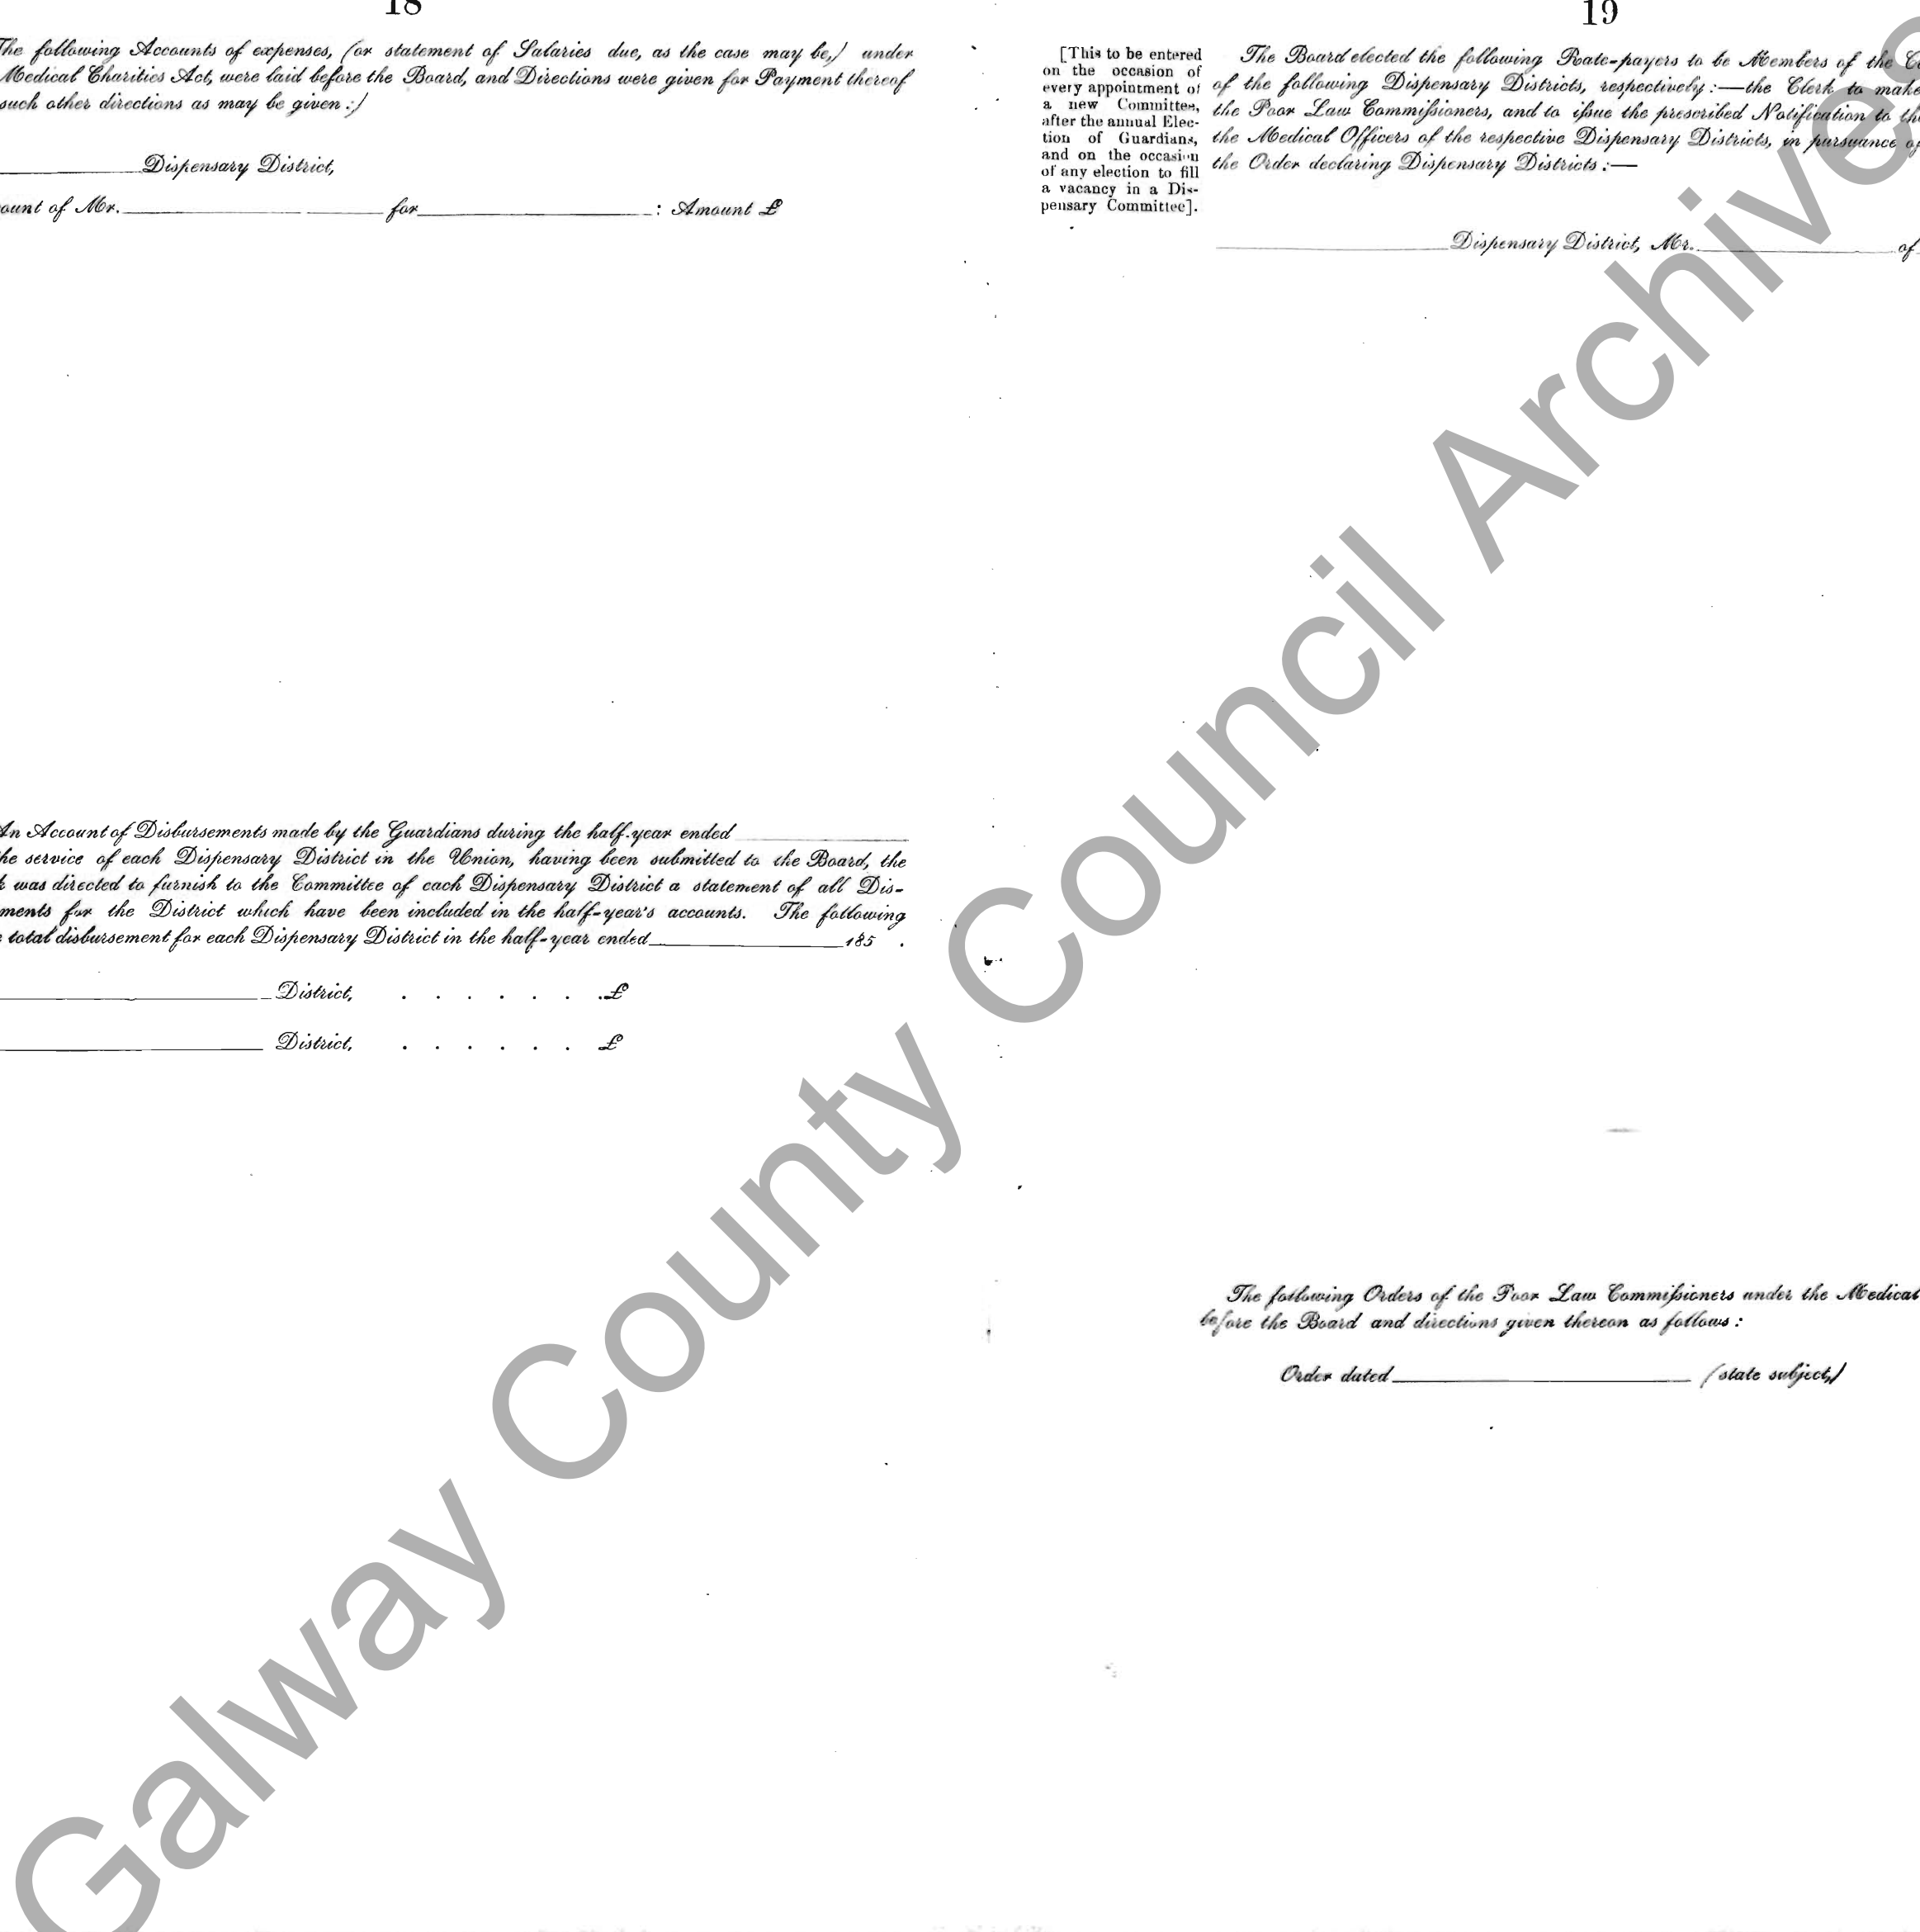 18
The following Accounts of expenses, (or statement of Salaries due, as the case may be,) under
Medical Charities Act, were laid before the Board, and Directions were given for Payment thereof
such other directions as may be given:)
Dispensary District,
ount of Mr. for : Amount £
An Account of Disbursements made by the Guardians during the half-year ended
he service of each Dispensary District in the Union, having been submitted to the Board, the
k was directed to furnish to the Committee of each Dispensary District a statement of all Dis-
ments for the District which have been included in the half-year's accounts. The following
total disbursement for each Dispensary District in the half-year ended 185 .
District, . . . . . . £
District, . . . . . . £
19
[This to be entered
on the occasion of
every appointment of
a new Committee,
after the annual Elec-
tion of Guardians,
and on the occasion
of any election to fill
a vacancy in a Dis-
pensary Committee].
The Board elected the following Rate-payers to be Members of the C
of the following Dispensary Districts, respectively:—the Clerk to make
the Poor Law Commissioners, and to issue the prescribed Notification to th
the Medical Officers of the respective Dispensary Districts, in pursuance of
the Order declaring Dispensary Districts:—
Dispensary District, Mr. of
The following Orders of the Poor Law Commissioners under the Medical
before the Board and directions given thereon as follows:
Order dated (state subject,)
Galway County Council Archives